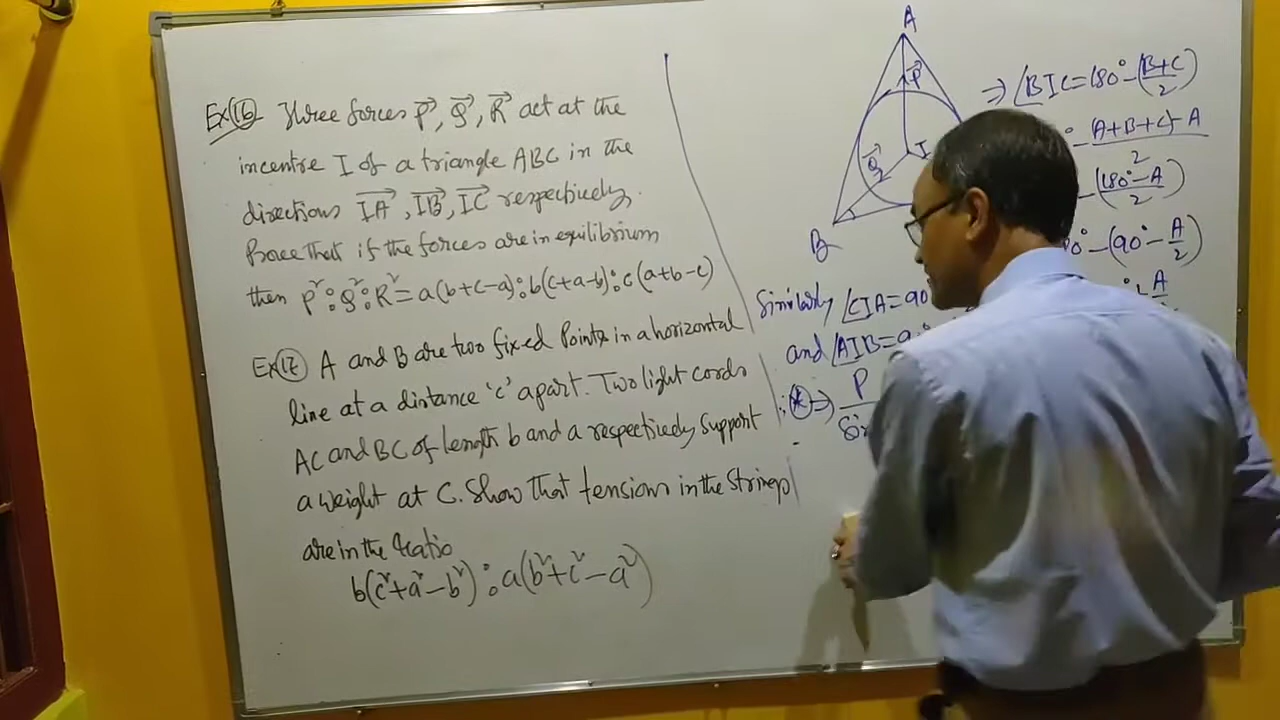 Ex(16) Three forces P⃗, Q⃗, R⃗ act at the
incentre I of a triangle ABC in the
directions IA⃗, IB⃗, IC⃗ respectively.
Prove that if the forces are in equilibrium
then P²:Q²:R²=a(b+c-a):b(c+a-b):c(a+b-c)
Ex(17) A and B are two fixed Points in a horizontal
line at a distance 'c' apart. Two light cords
AC and BC of length b and a respectively support
a weight at C. Show that tensions in the strings
are in the ratio
b(c²+a²-b²):a(b²+c²-a²)
A
P⃗
Q⃗
I
B
⇒ ∠BIC=180°-(B+C)/2
- (A+B+C)-A/2
- (180°-A)/2
-(90°-A/2)
A
Similarly ∠CIA=90
and ∠AIB=
∴ (*)⇒ P/Sin